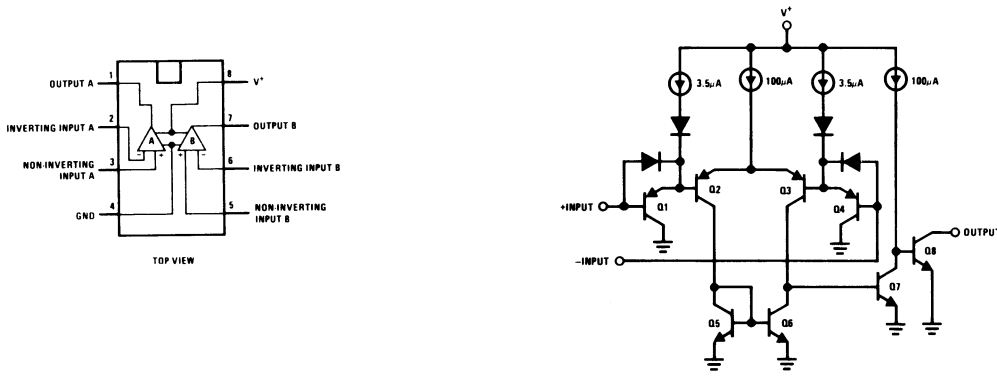 1
OUTPUT A
8
V+
2
INVERTING INPUT A
7
OUTPUT B
A
B
-
+
+
-
3
NON-INVERTING
INPUT A
6
INVERTING INPUT B
4
GND
5
NON-INVERTING
INPUT B
TOP VIEW
V+
3.5µA
100µA
3.5µA
100µA
Q2
Q3
+INPUT
Q1
Q4
OUTPUT
Q8
-INPUT
Q7
Q5
Q6